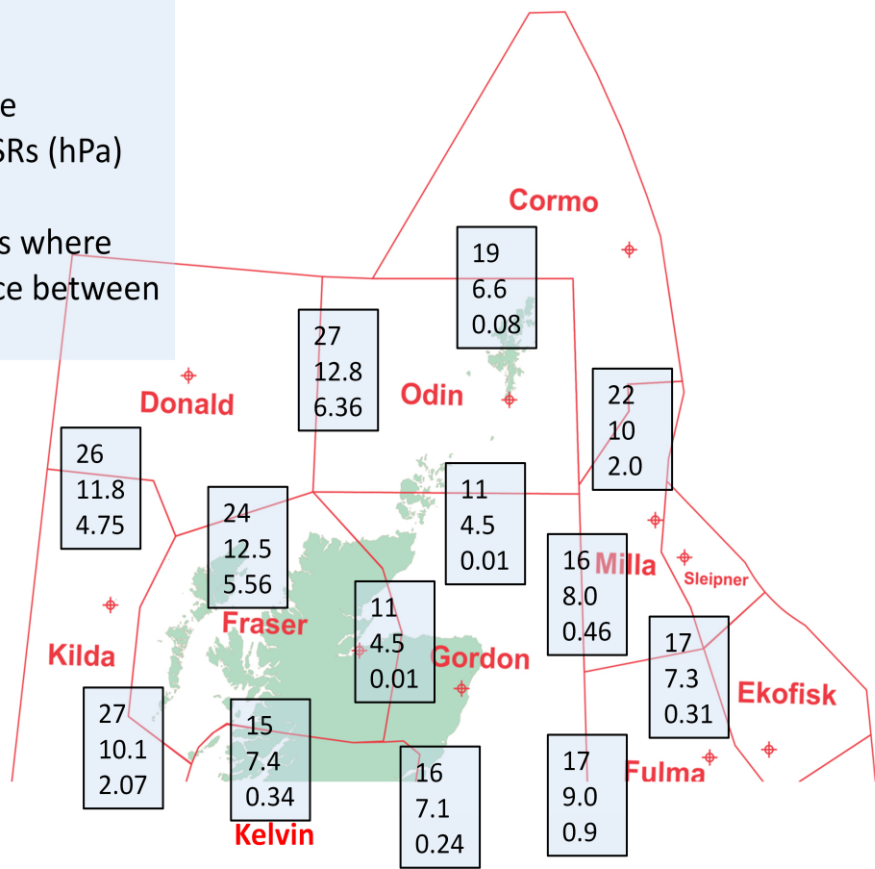 e
SRs (hPa)
s where
ce between
Cormo
19
6.6
0.08
27
12.8
6.36
Donald
Odin
22
10
2.0
26
11.8
4.75
24
12.5
5.56
11
4.5
0.01
16
8.0
0.46
Milla
Sleipner
Fraser
11
4.5
0.01
Gordon
Kilda
17
7.3
0.31
Ekofisk
27
10.1
2.07
15
7.4
0.34
Kelvin
16
7.1
0.24
17
9.0
0.9
Fulma